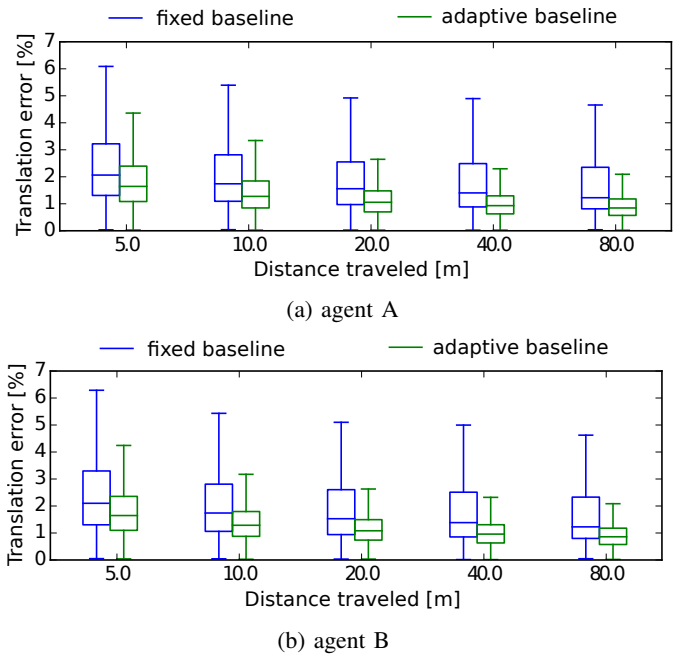 fixed baseline adaptive baseline
Translation error [%]
7
6
5
4
3
2
1
0
5.0 10.0 20.0 40.0 80.0
Distance traveled [m]
(a) agent A
fixed baseline adaptive baseline
Translation error [%]
7
6
5
4
3
2
1
0
5.0 10.0 20.0 40.0 80.0
Distance traveled [m]
(b) agent B